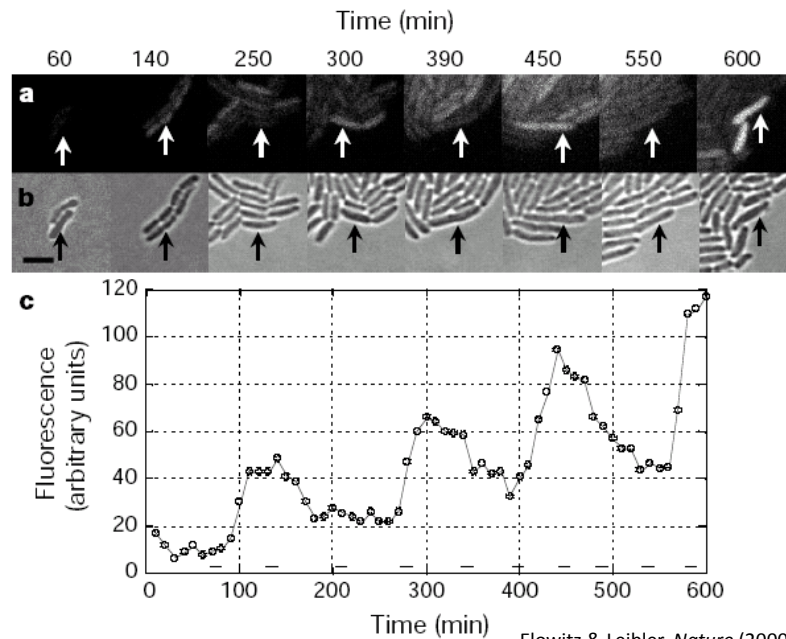 Time (min)
60 140 250 300 390 450 550 600
a
b
c
120
100
80
60
40
20
0
Fluorescence
(arbitrary units)
0 100 200 300 400 500 600
Time (min)
Elowitz & Leibler, Nature (2000